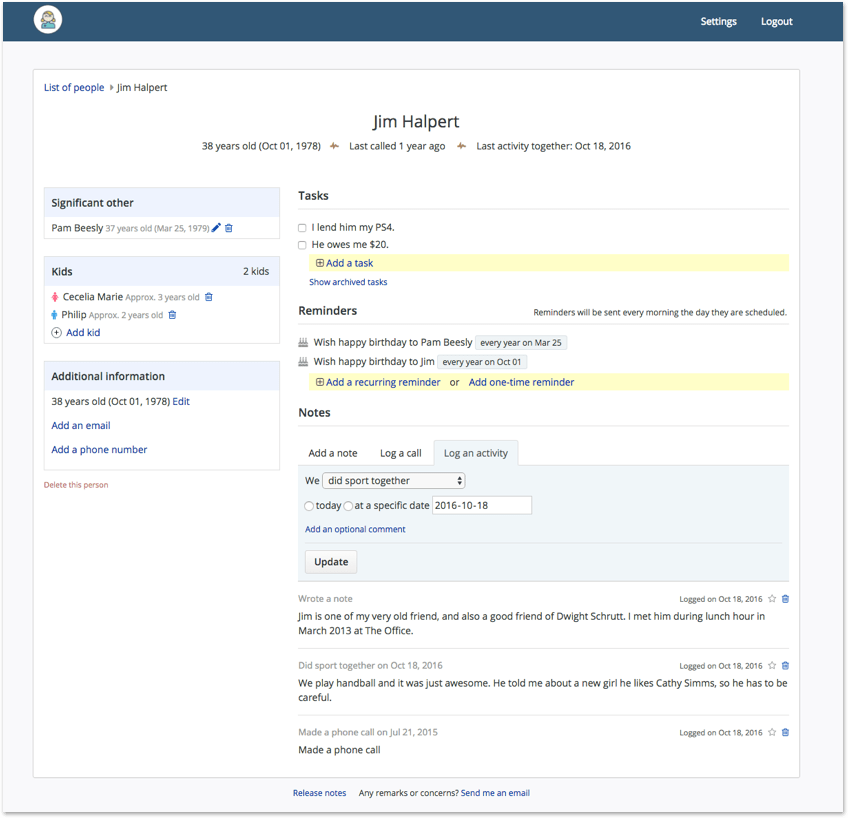 Settings Logout
List of people Jim Halpert
Jim Halpert
38 years old (Oct 01, 1978) Last called 1 year ago Last activity together: Oct 18, 2016
Significant other
Pam Beesly 37 years old (Mar 25, 1979)
Kids 2 kids
Cecelia Marie Approx. 3 years old
Philip Approx. 2 years old
Add kid
Additional information
38 years old (Oct 01, 1978) Edit
Add an email
Add a phone number
Delete this person
Tasks
I lend him my PS4.
He owes me $20.
Add a task
Show archived tasks
Reminders Reminders will be sent every morning the day they are scheduled.
Wish happy birthday to Pam Beesly every year on Mar 25
Wish happy birthday to Jim every year on Oct 01
Add a recurring reminder or Add one-time reminder
Notes
Add a note Log a call Log an activity
We did sport together
today at a specific date 2016-10-18
Add an optional comment
Update
Wrote a note Logged on Oct 18, 2016
Jim is one of my very old friend, and also a good friend of Dwight Schrutt. I met him during lunch hour in
March 2013 at The Office.
Did sport together on Oct 18, 2016 Logged on Oct 18, 2016
We play handball and it was just awesome. He told me about a new girl he likes Cathy Simms, so he has to be
careful.
Made a phone call on Jul 21, 2015 Logged on Oct 18, 2016
Made a phone call
Release notes Any remarks or concerns? Send me an email